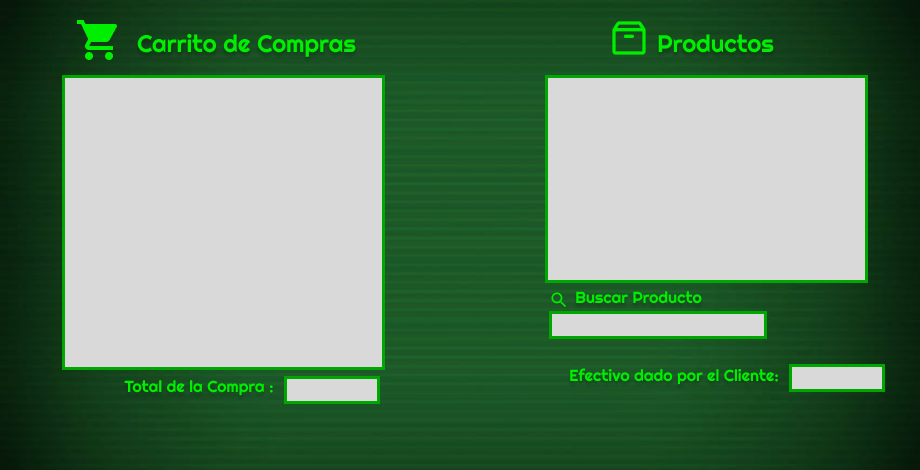 Carrito de Compras
Productos
Buscar Producto
Total de la Compra :
Efectivo dado por el Cliente: